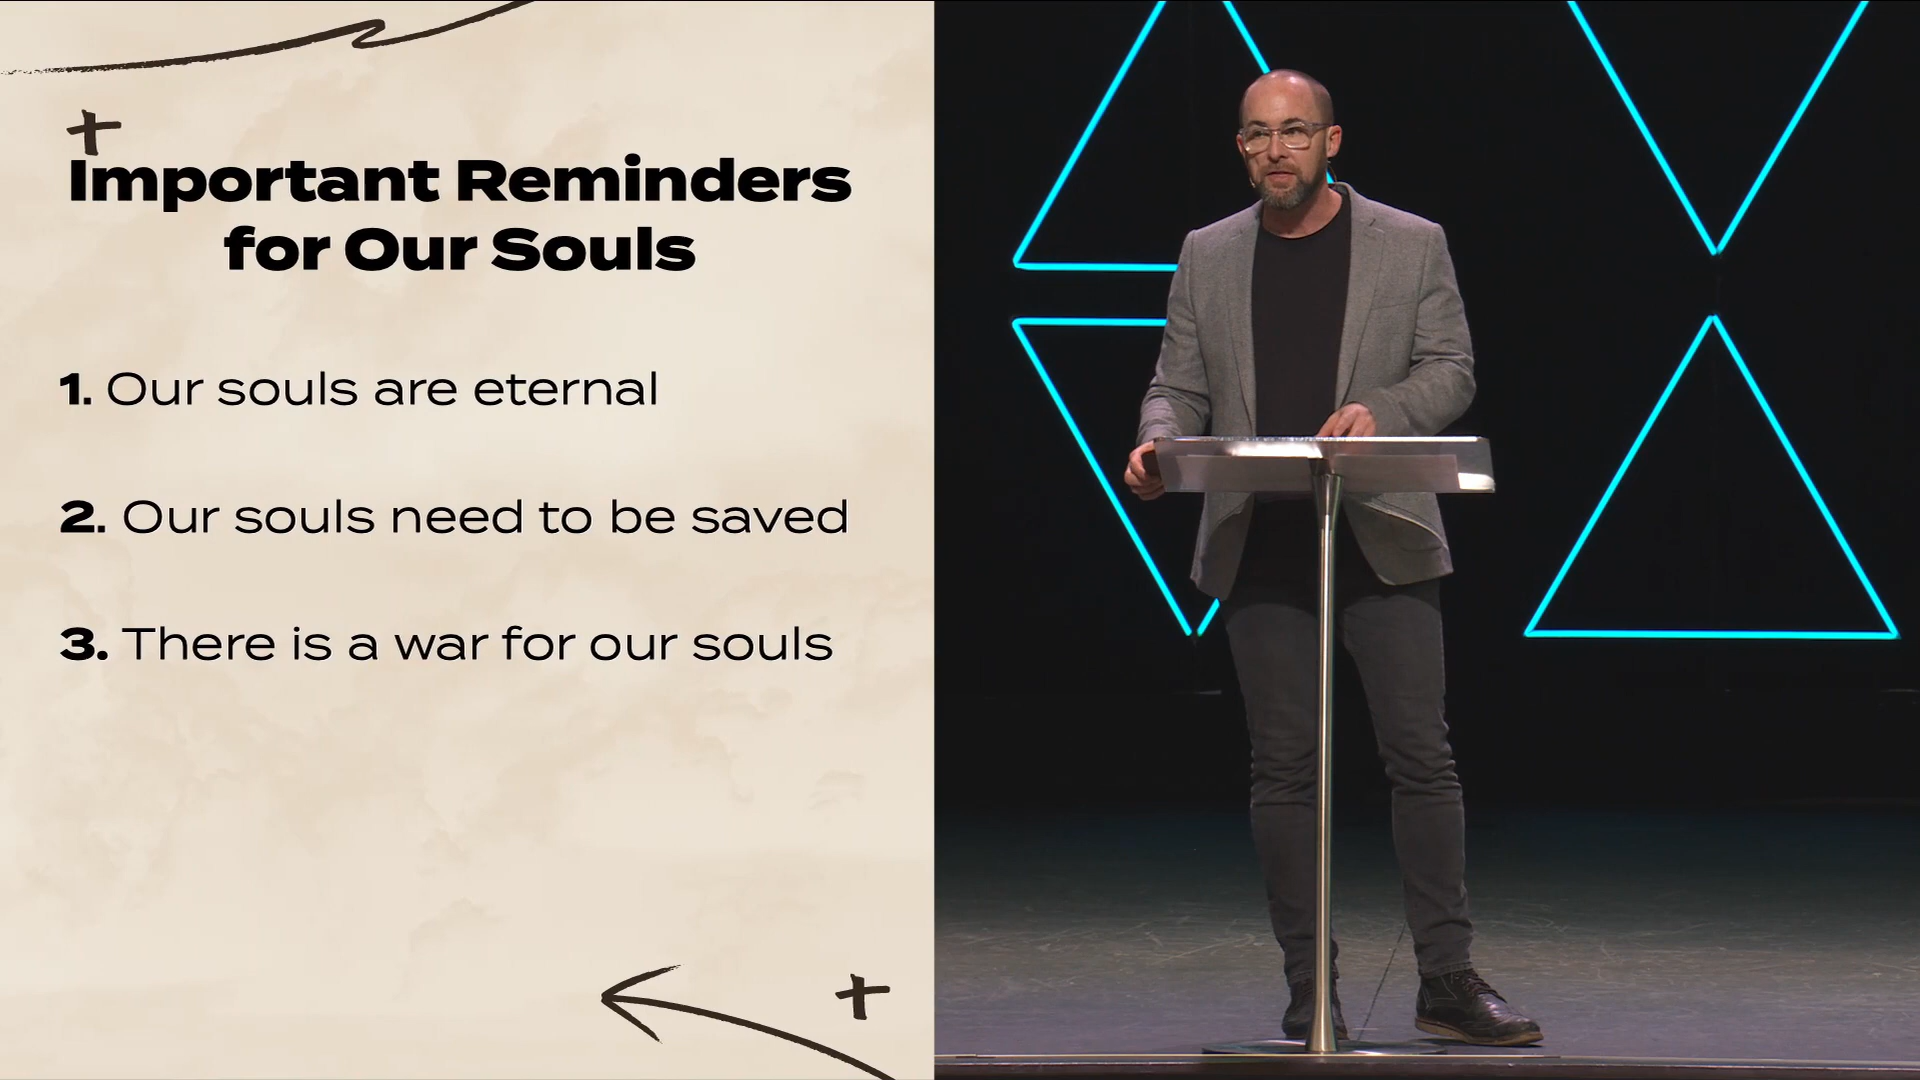 Important Reminders
for Our Souls
1. Our souls are eternal
2. Our souls need to be saved
3. There is a war for our souls